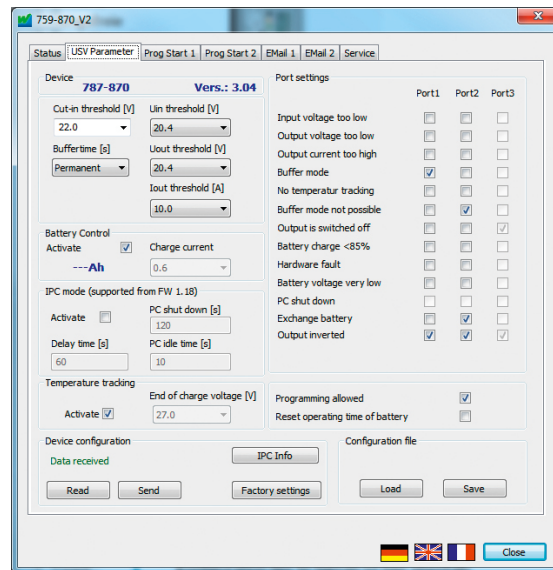 759-870_V2
Status USV Parameter Prog Start 1 Prog Start 2 EMail 1 EMail 2 Service
Device
787-870 Vers.: 3.04
Cut-in threshold [V] Uin threshold [V]
22.0 20.4
Buffertime [s] Uout threshold [V]
Permanent 20.4
Iout threshold [A]
10.0
Battery Control
Activate Charge current
---Ah 0.6
IPC mode (supported from FW 1.18)
Activate PC shut down [s]
120
Delay time [s] PC idle time [s]
60 10
Temperature tracking
End of charge voltage [V]
Activate 27.0
Port settings
Port1 Port2 Port3
Input voltage too low
Output voltage too low
Output current too high
Buffer mode
No temperatur tracking
Buffer mode not possible
Output is switched off
Battery charge <85%
Hardware fault
Battery voltage very low
PC shut down
Exchange battery
Output inverted
Programming allowed
Reset operating time of battery
Device configuration
Data received IPC Info
Read Send Factory settings
Configuration file
Load Save
Close